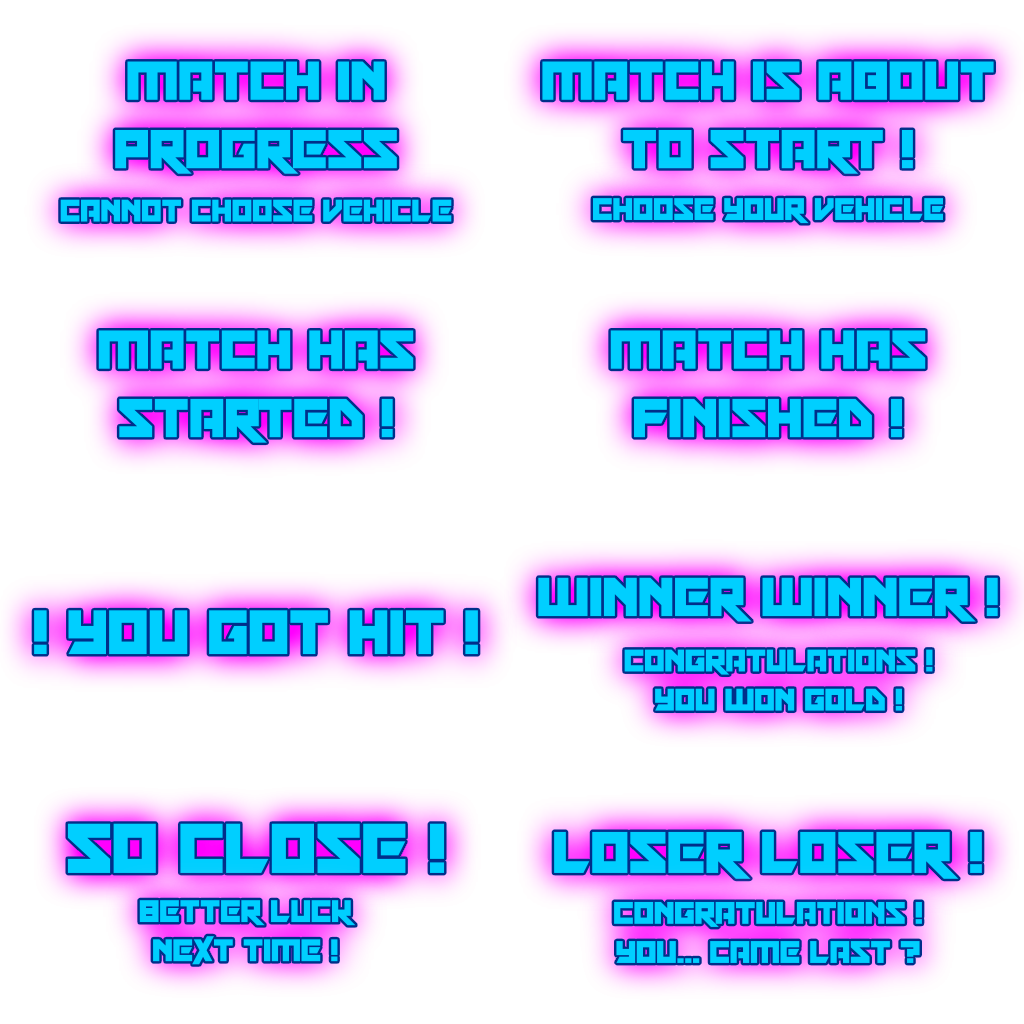 MATCH IN
PROGRESS
CANNOT CHOOSE VEHICLE
MATCH IS ABOUT
TO START !
CHOOSE YOUR VEHICLE
MATCH HAS
STARTED !
MATCH HAS
FINISHED !
! YOU GOT HIT !
WINNER WINNER !
CONGRATULATIONS !
YOU WON GOLD !
SO CLOSE !
BETTER LUCK
NEXT TIME !
LOSER LOSER !
CONGRATULATIONS !
YOU... CAME LAST ?